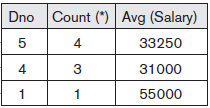 Dno Count (*) Avg (Salary)
5 4 33250
4 3 31000
1 1 55000